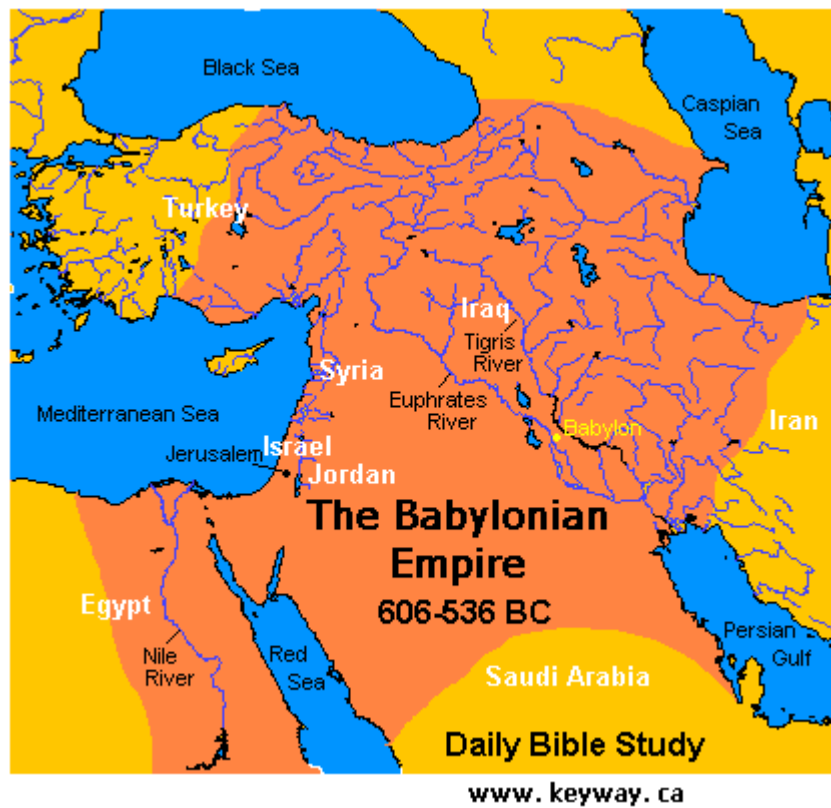 Black Sea
Caspian
Sea
Turkey
Iraq
Tigris
River
Syria
Euphrates
River
Mediterranean Sea
Babylon
Iran
Israel
Jerusalem
Jordan
The Babylonian
Empire
606-536 BC
Egypt
Nile
River
Red
Sea
Persian
Gulf
Saudi Arabia
Daily Bible Study
www.keyway.ca